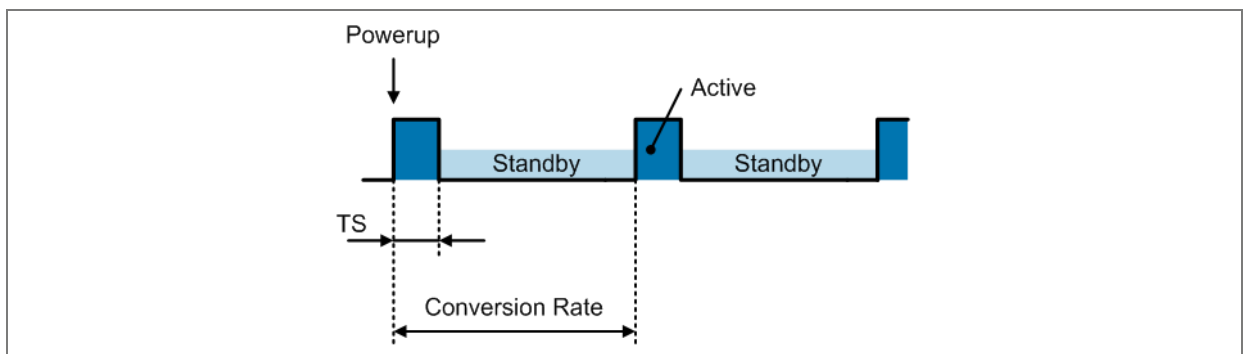 Powerup
Active
Standby
Standby
TS
Conversion Rate